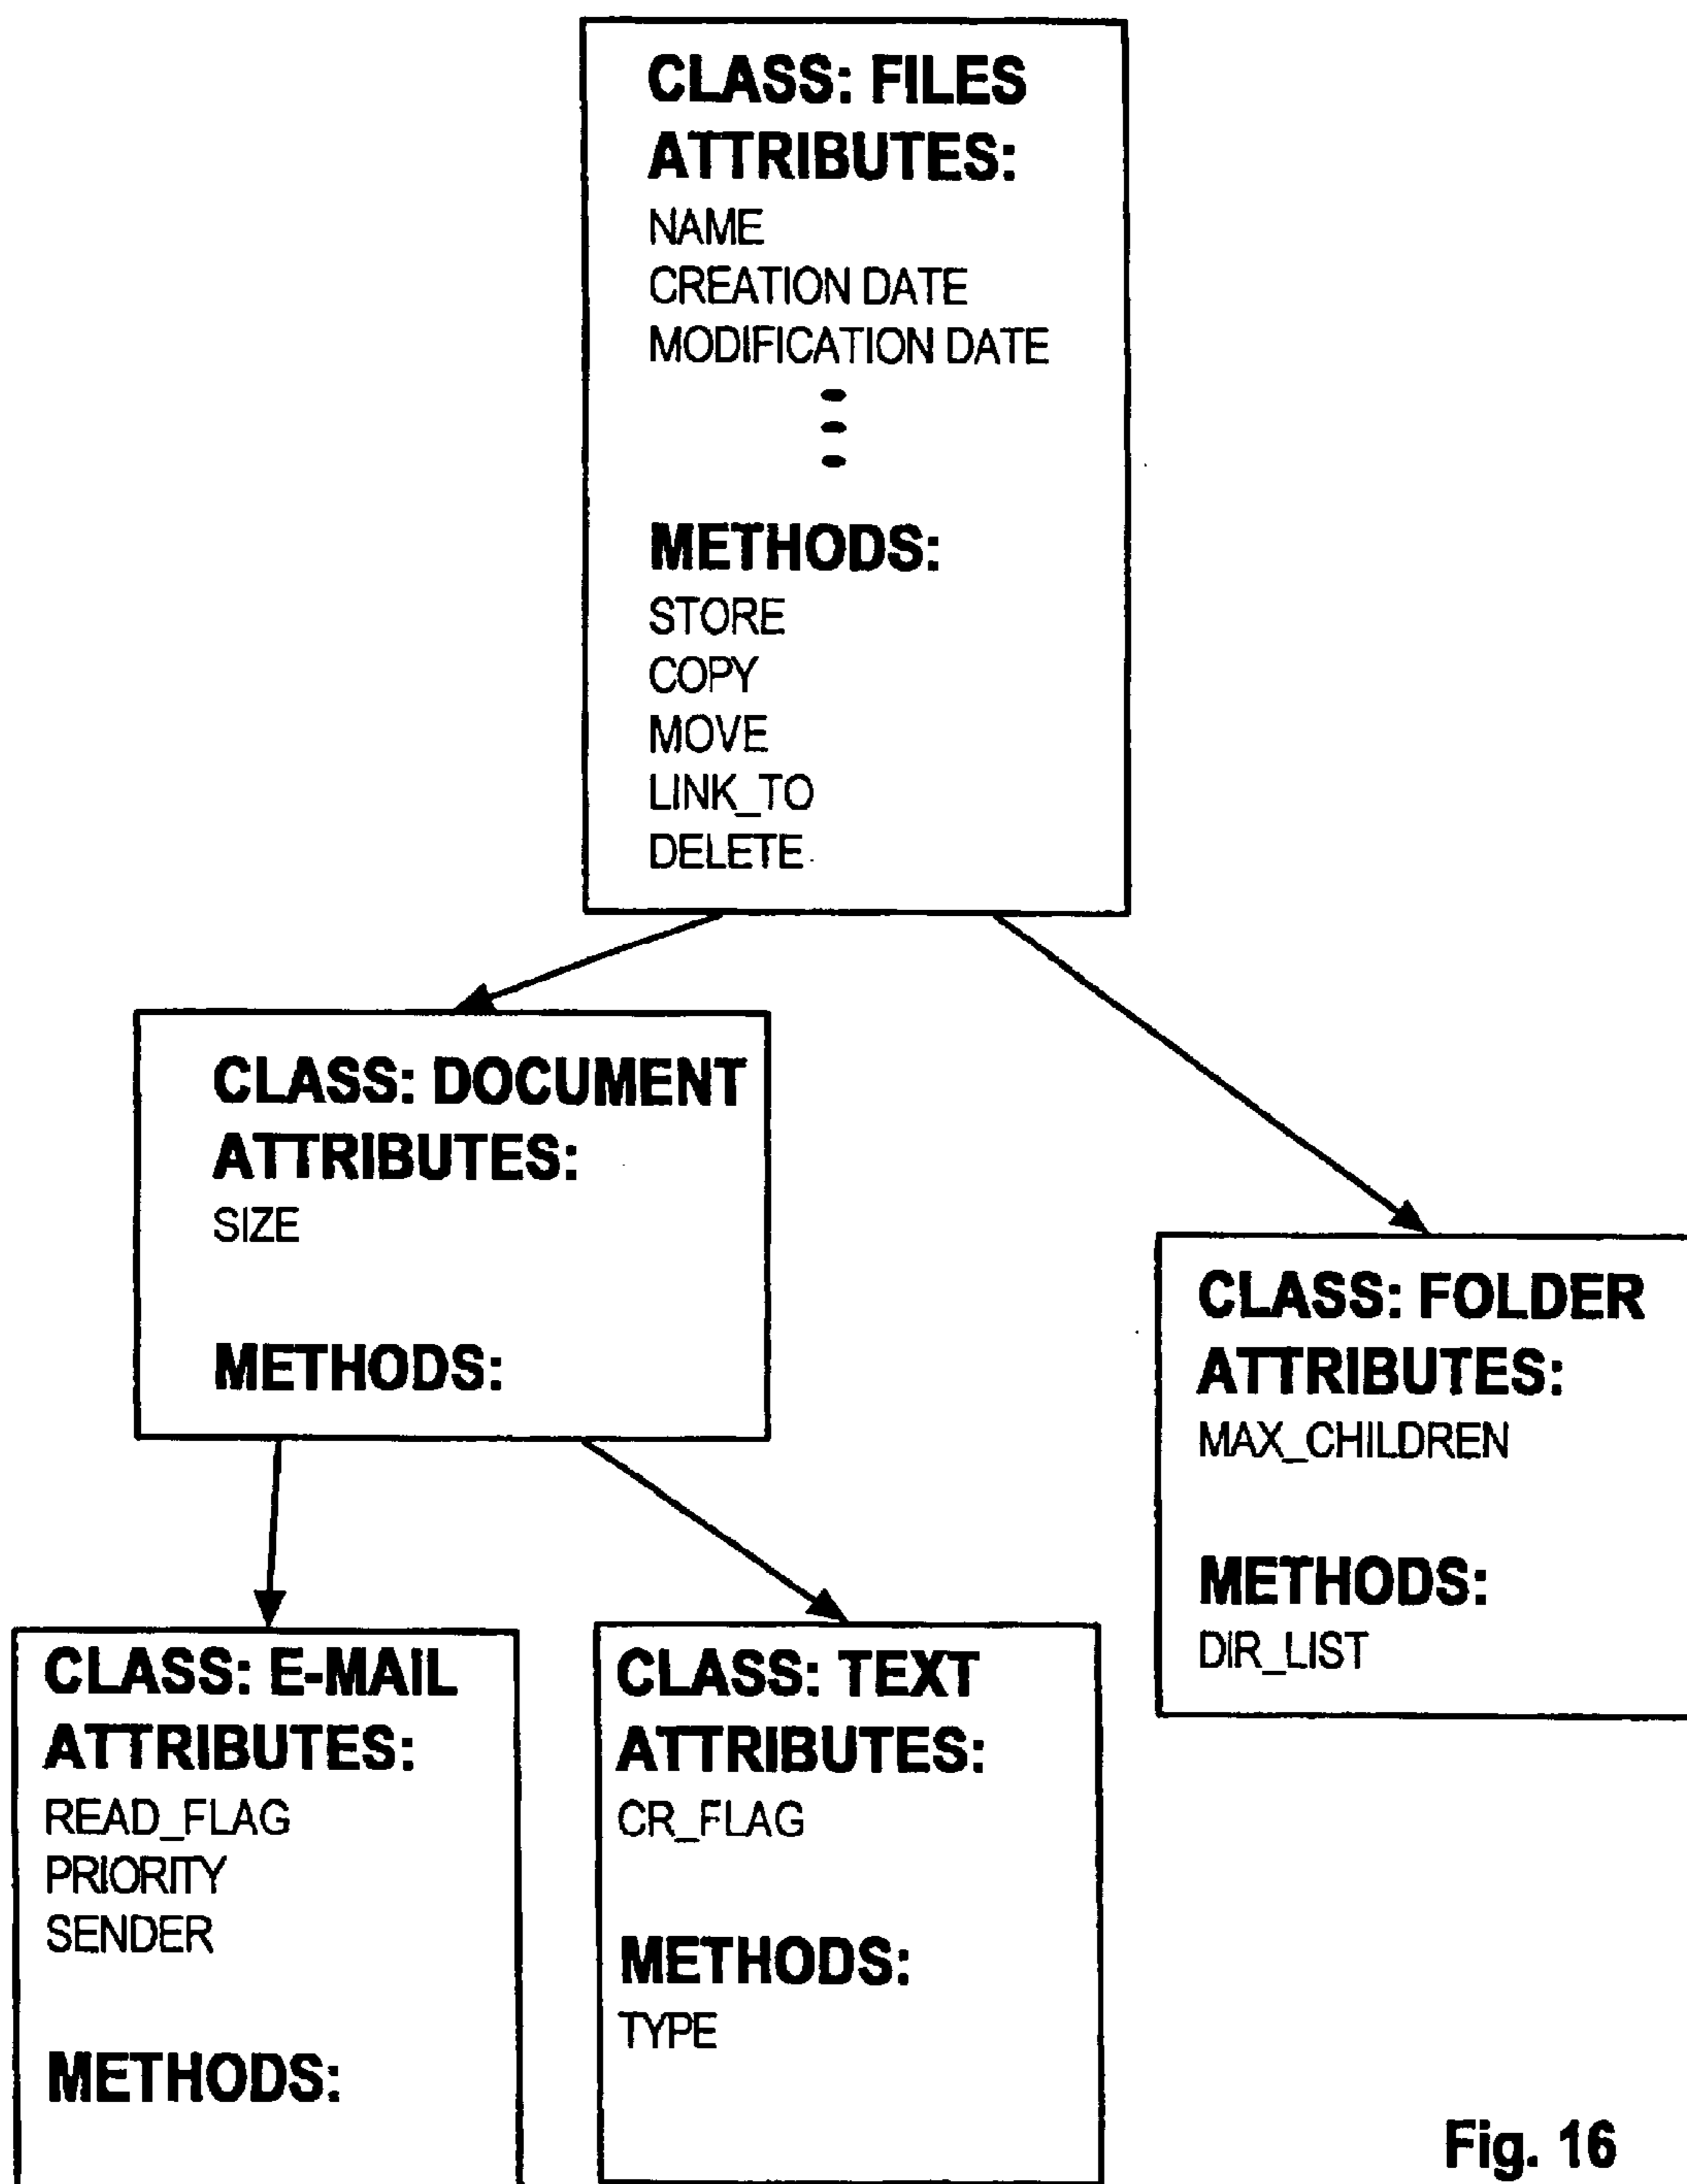 CLASS: FILES
ATTRIBUTES:
NAME
CREATION DATE
MODIFICATION DATE
METHODS:
STORE
COPY
MOVE
LINK_TO
DELETE
CLASS: DOCUMENT
ATTRIBUTES:
SIZE
METHODS:
CLASS: FOLDER
ATTRIBUTES:
MAX_CHILDREN
METHODS:
DIR_LIST
CLASS: E-MAIL
ATTRIBUTES:
READ_FLAG
PRIORITY
SENDER
METHODS:
CLASS: TEXT
ATTRIBUTES:
CR_FLAG
METHODS:
TYPE
Fig. 16